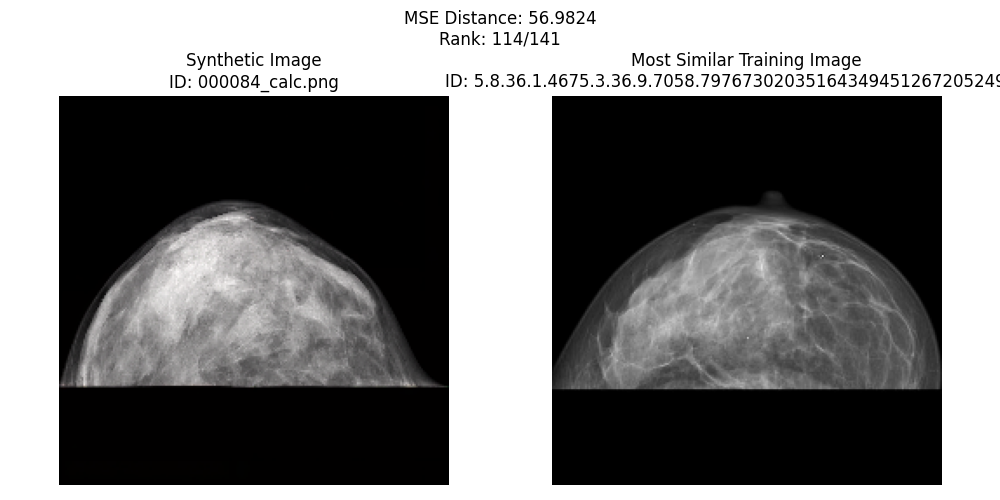 MSE Distance: 56.9824
Rank: 114/141
Synthetic Image
ID: 000084_calc.png
Most Similar Training Image
ID: 5.8.36.1.4675.3.36.9.7058.79767302035164349451267205249